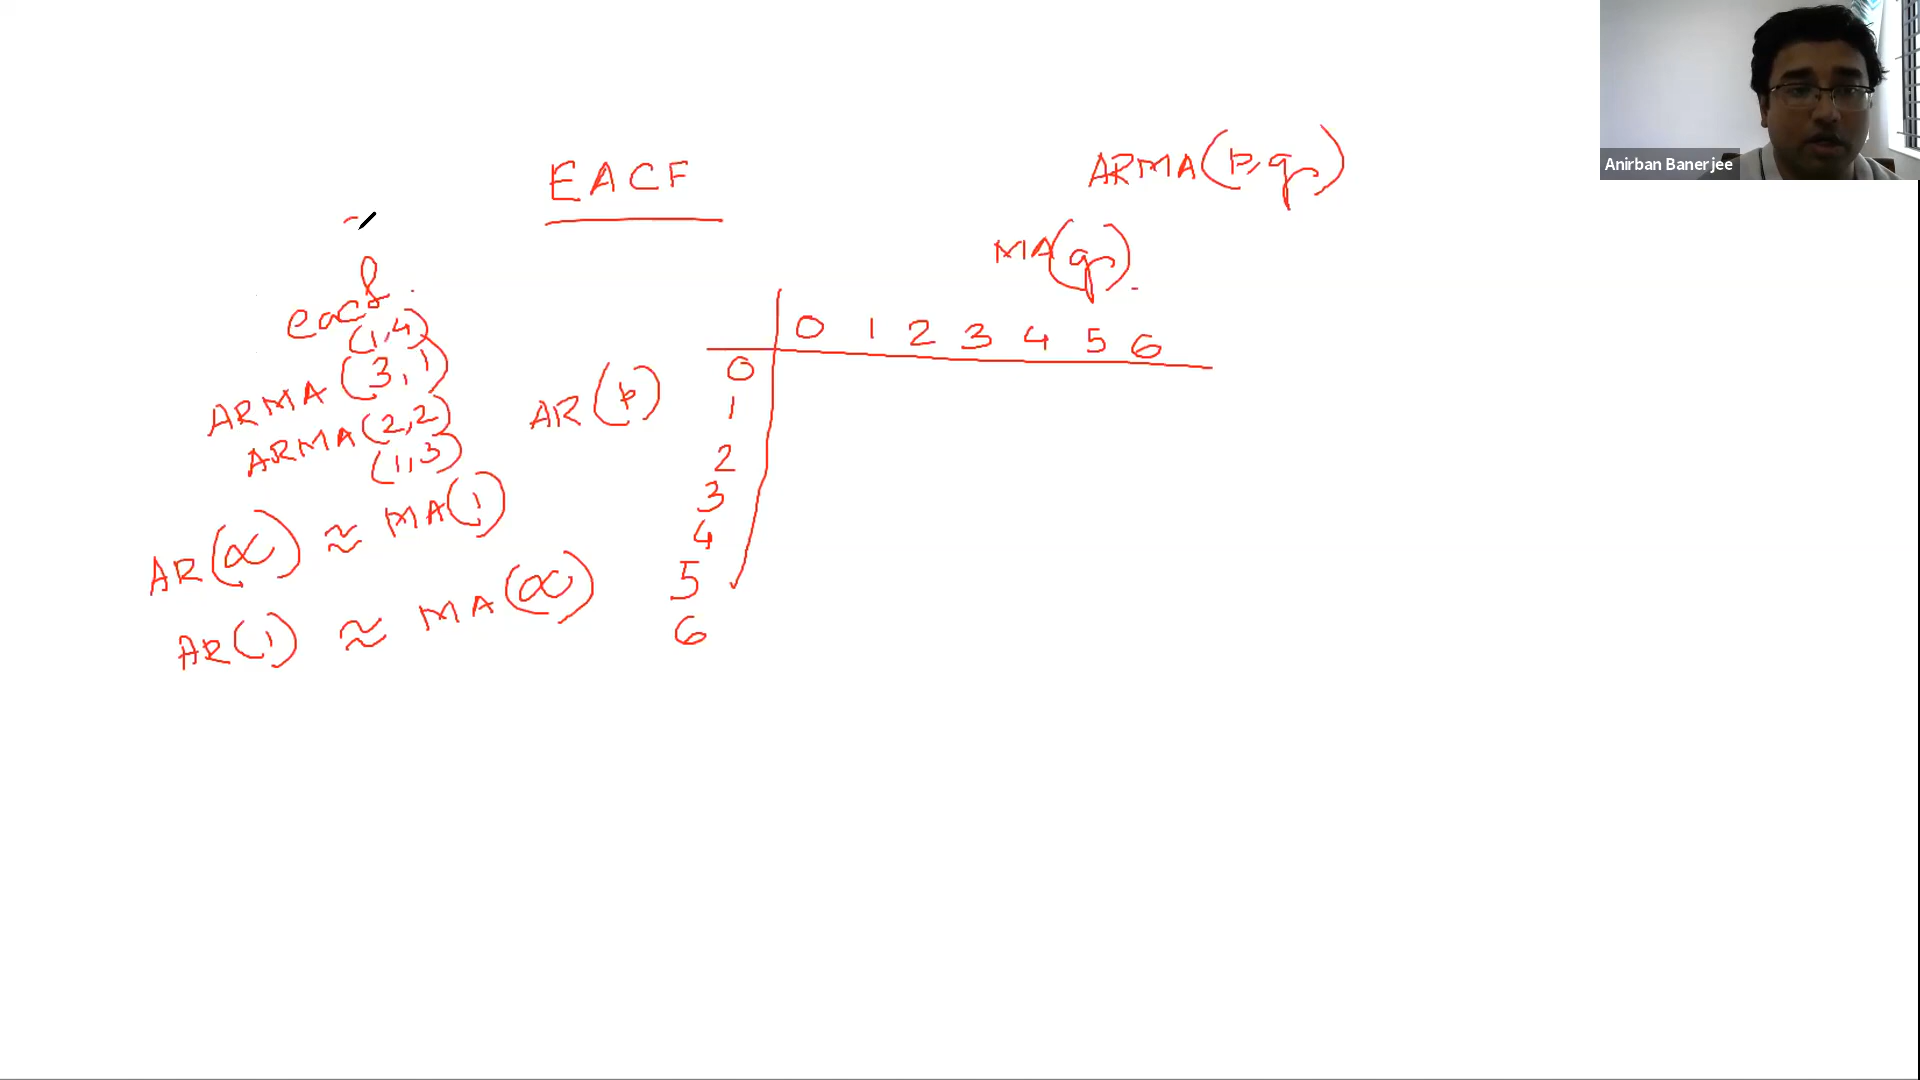 Anirban Banerjee
EACF
ARMA(p,q)
MA(q).
eacf
(1,4)
ARMA (3,1)
ARMA(2,2)
(1,3)
AR(∝) ≈ MA(1)
AR(1) ≈ MA(∝)
AR(p)
0 1 2 3 4 5 6
0
1
2
3
4
5
6